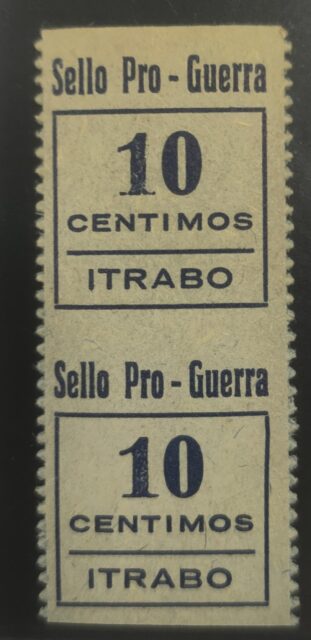 Sello Pro - Guerra
10
CENTIMOS
ITRABO
Sello Pro - Guerra
10
CENTIMOS
ITRABO